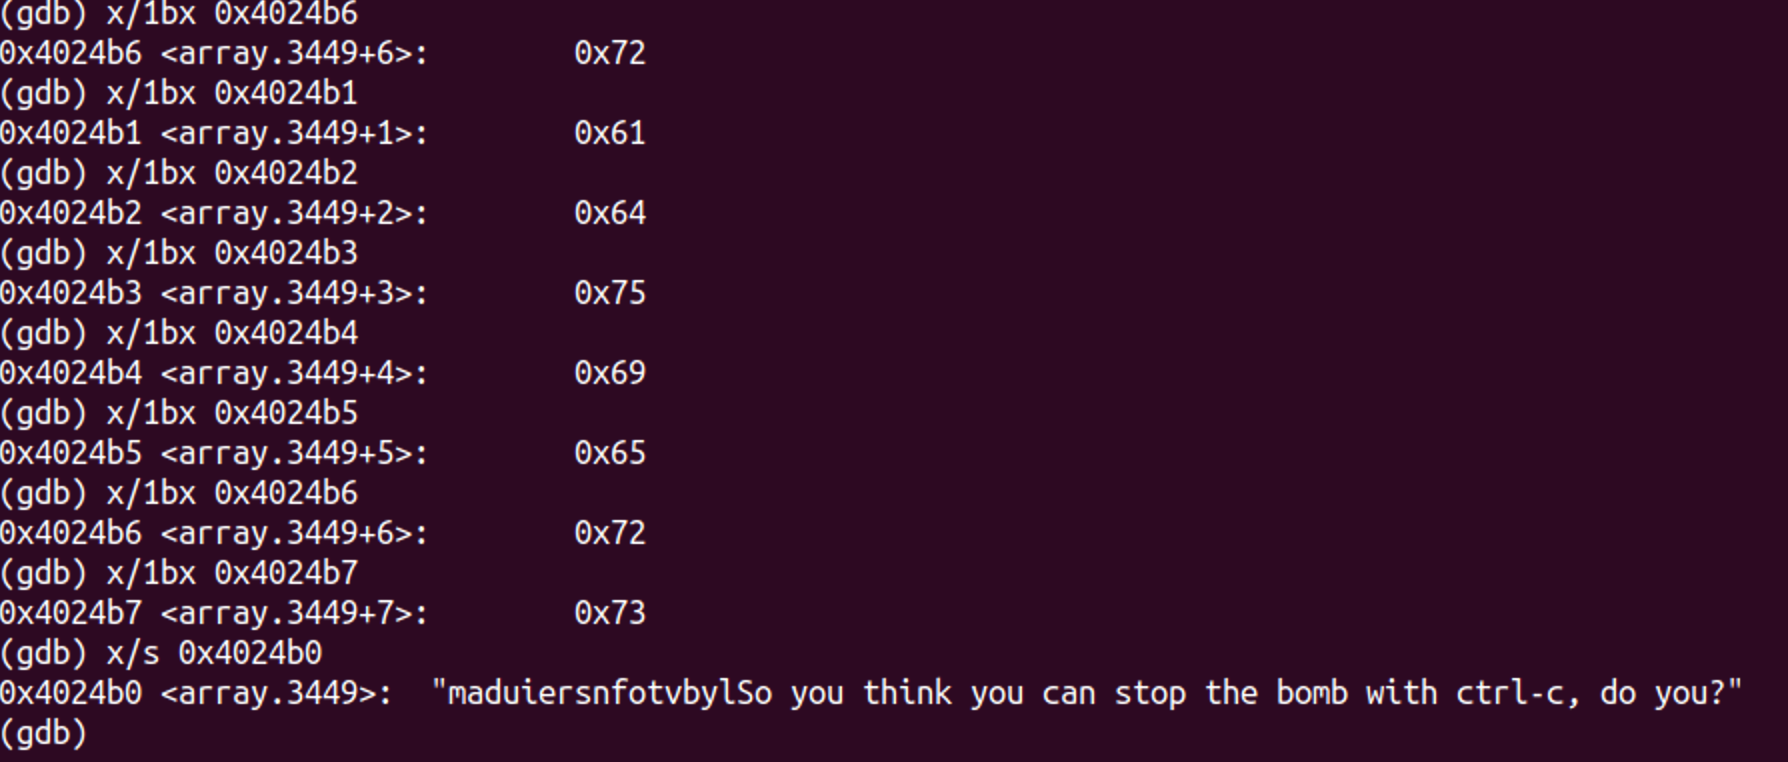 (gdb) x/1bx 0x4024b6
0x4024b6 <array.3449+6>:        0x72
(gdb) x/1bx 0x4024b1
0x4024b1 <array.3449+1>:        0x61
(gdb) x/1bx 0x4024b2
0x4024b2 <array.3449+2>:        0x64
(gdb) x/1bx 0x4024b3
0x4024b3 <array.3449+3>:        0x75
(gdb) x/1bx 0x4024b4
0x4024b4 <array.3449+4>:        0x69
(gdb) x/1bx 0x4024b5
0x4024b5 <array.3449+5>:        0x65
(gdb) x/1bx 0x4024b6
0x4024b6 <array.3449+6>:        0x72
(gdb) x/1bx 0x4024b7
0x4024b7 <array.3449+7>:        0x73
(gdb) x/s 0x4024b0
0x4024b0 <array.3449>:  "maduiersnfotvbylSo you think you can stop the bomb with ctrl-c, do you?"
(gdb)